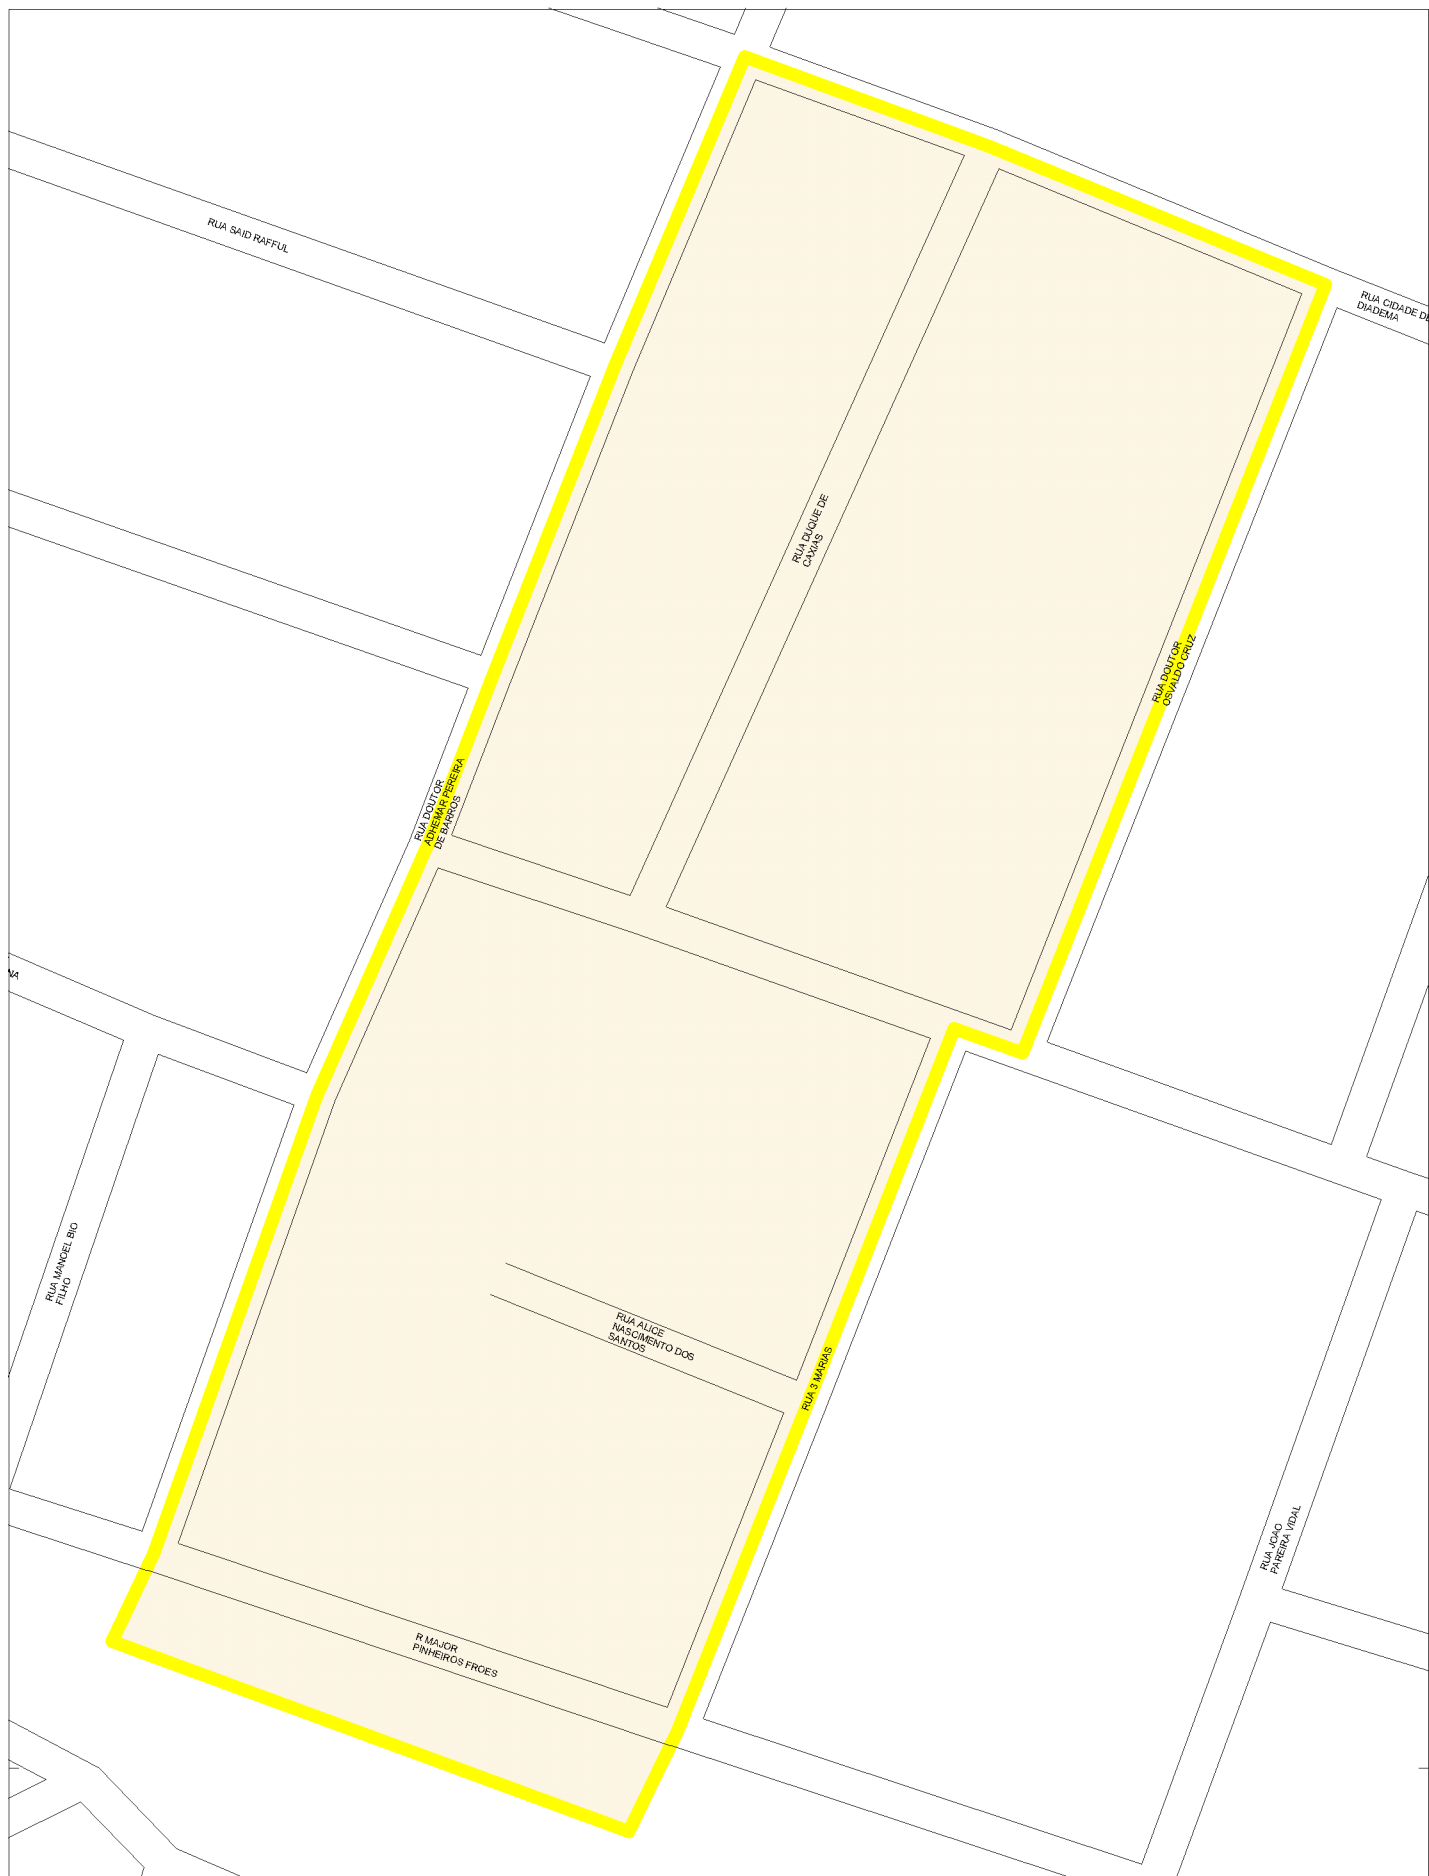 RUA SAID RAFFUL
RUA CIDADE DE
DIADEMA
RUA DUQUE DE
CAXIAS
RUA DOUTOR
OSVALDO CRUZ
RUA DOUTOR
ADHEMAR PEREIRA
DE BARROS
NA
RUA MANOEL BIO
FILHO
RUA ALICE
NASCIMENTO DOS
SANTOS
RUA 3 MARIAS
RUA JOAO
PAREIRA VIDAL
R MAJOR
PINHEIROS FROES